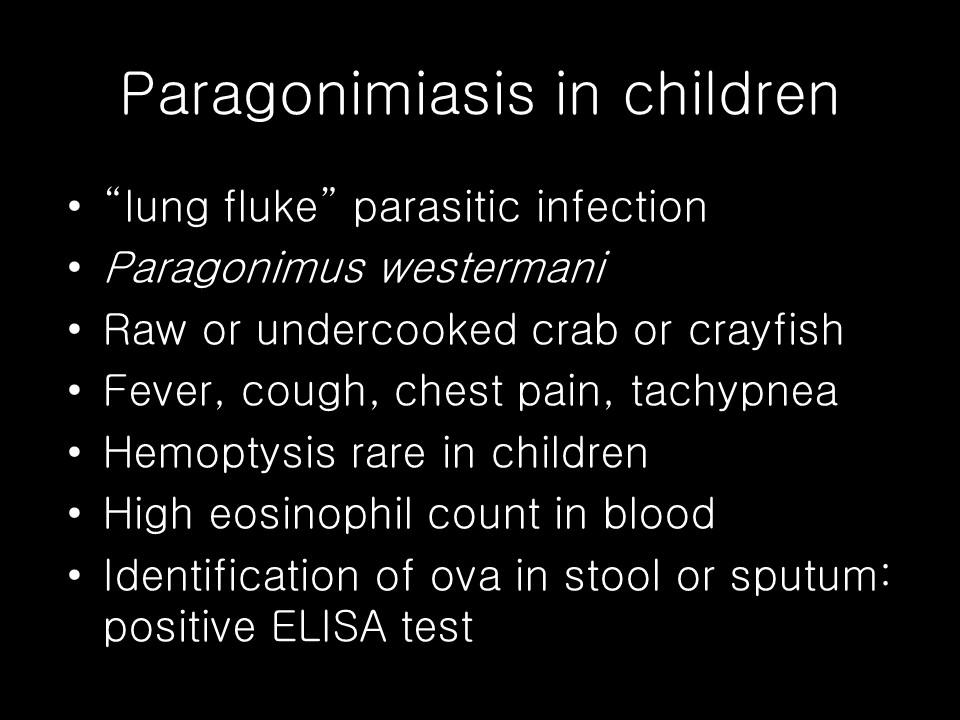 Paragonimiasis in children
• “lung fluke” parasitic infection
• Paragonimus westermani
• Raw or undercooked crab or crayfish
• Fever, cough, chest pain, tachypnea
• Hemoptysis rare in children
• High eosinophil count in blood
• Identification of ova in stool or sputum:
positive ELISA test